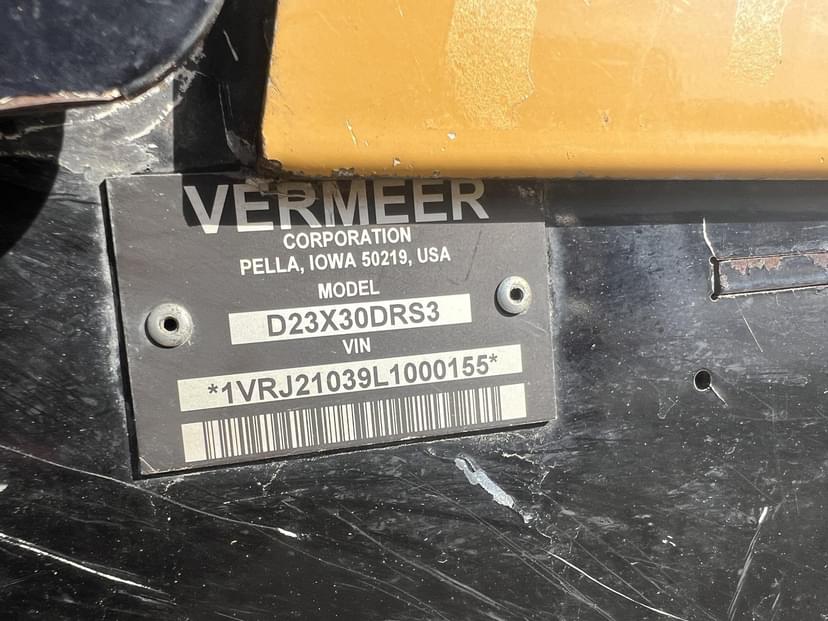 VERMEER
CORPORATION
PELLA, IOWA 50219, USA
MODEL
D23X30DRS3
VIN
*1VRJ21039L1000155*